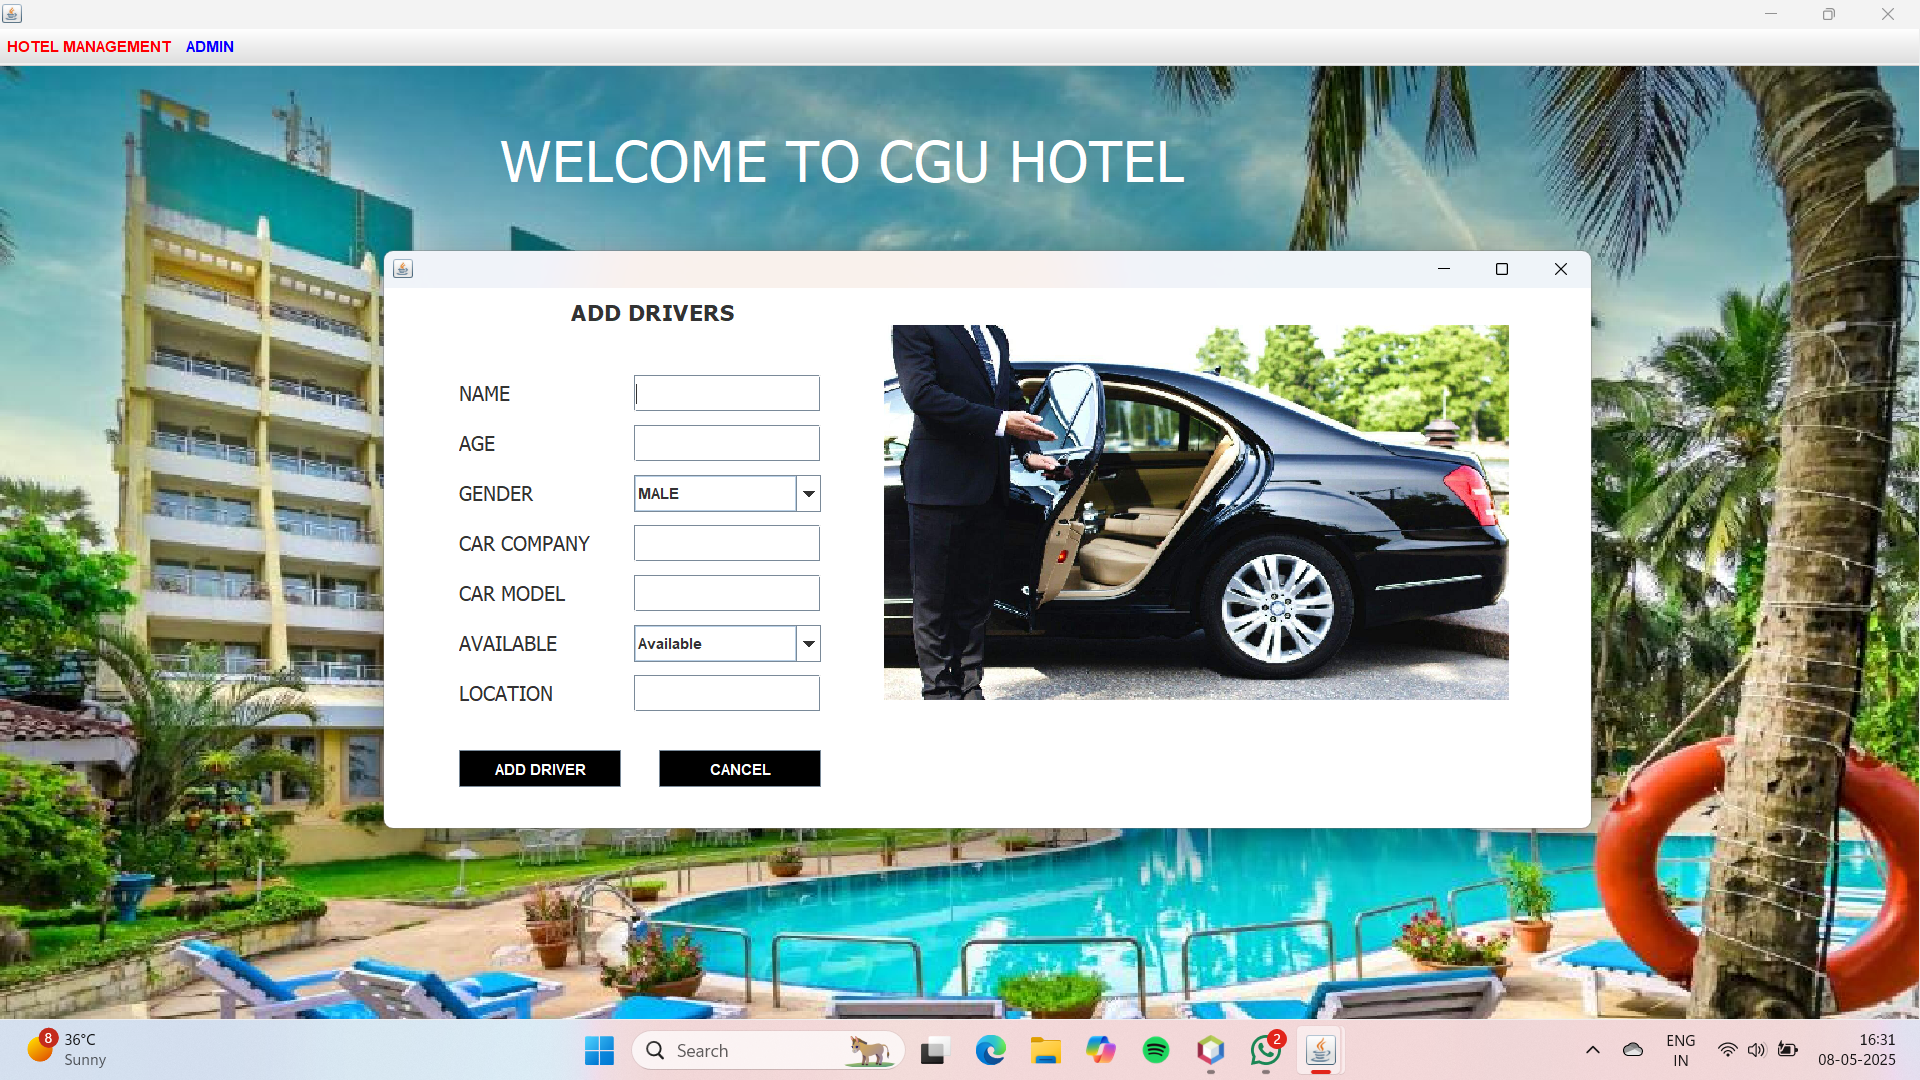 HOTEL MANAGEMENT ADMIN
WELCOME TO CGU HOTEL
ADD DRIVERS
NAME
AGE
GENDER MALE
CAR COMPANY
CAR MODEL
AVAILABLE Available
LOCATION
ADD DRIVER CANCEL
8 36°C
Sunny
Search
2
ENG
IN
16:31
08-05-2025